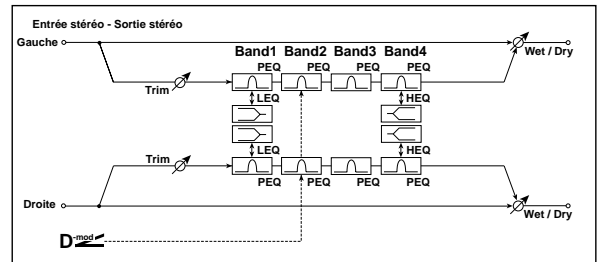 Entrée stéréo - Sortie stéréo
Gauche
Band1 Band2 Band3 Band4
Wet / Dry
PEQ PEQ PEQ PEQ
Trim
LEQ HEQ
LEQ HEQ
Trim
PEQ PEQ PEQ PEQ
Droite
Wet / Dry
D-mod